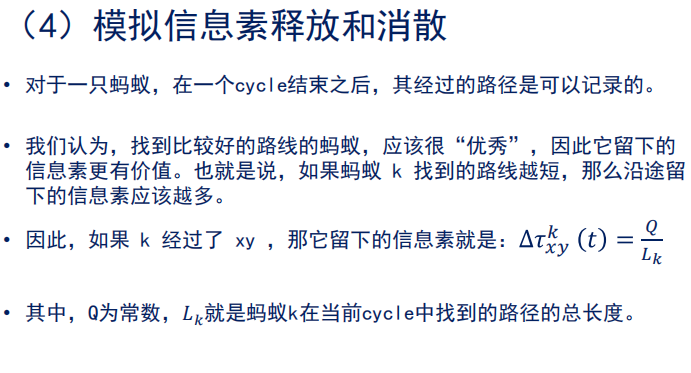 （4）模拟信息素释放和消散
• 对于一只蚂蚁，在一个cycle结束之后，其经过的路径是可以记录的。
• 我们认为，找到比较好的路线的蚂蚁，应该很“优秀”，因此它留下的
信息素更有价值。也就是说，如果蚂蚁 k 找到的路线越短，那么沿途留
下的信息素应该越多。
• 因此，如果 k 经过了 xy ，那它留下的信息素就是：$\Delta\tau_{xy}^{k}(t)=\frac{Q}{L_k}$
• 其中，Q为常数，$L_k$就是蚂蚁k在当前cycle中找到的路径的总长度。